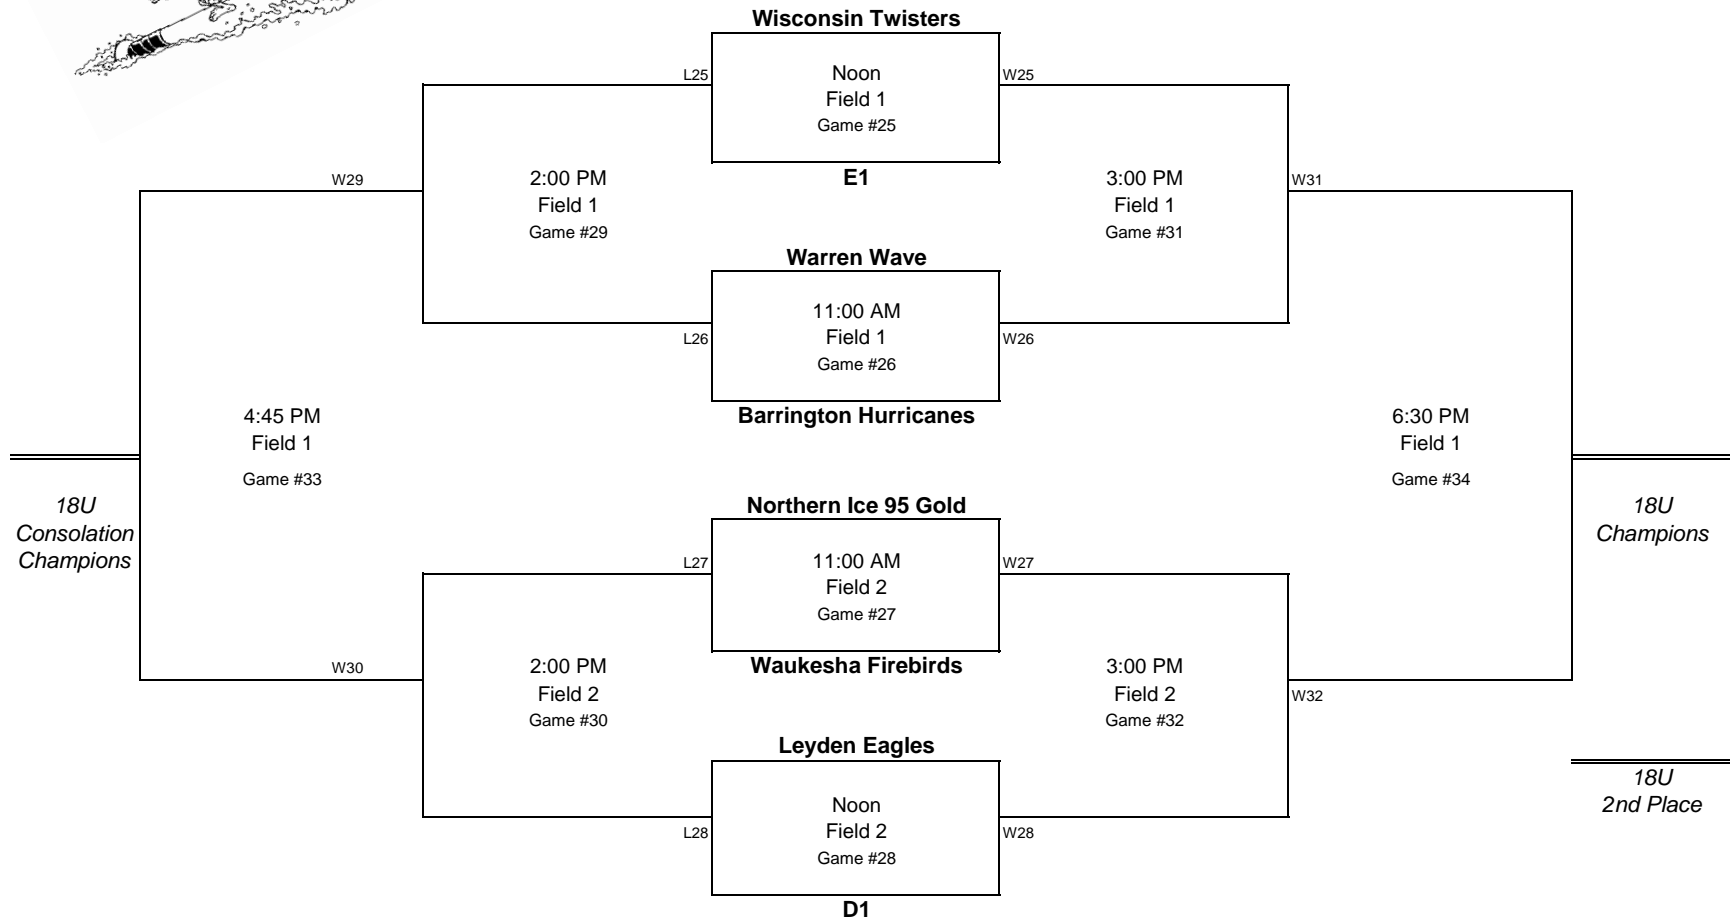 Wisconsin Twisters
L25
Noon
Field 1
Game #25
W25
E1
W29
2:00 PM
Field 1
Game #29
3:00 PM
Field 1
Game #31
W31
Warren Wave
L26
11:00 AM
Field 1
Game #26
W26
Barrington Hurricanes
4:45 PM
Field 1
Game #33
6:30 PM
Field 1
Game #34
18U
Consolation
Champions
18U
Champions
Northern Ice 95 Gold
L27
11:00 AM
Field 2
Game #27
W27
Waukesha Firebirds
W30
2:00 PM
Field 2
Game #30
3:00 PM
Field 2
Game #32
W32
Leyden Eagles
L28
Noon
Field 2
Game #28
W28
D1
18U
2nd Place